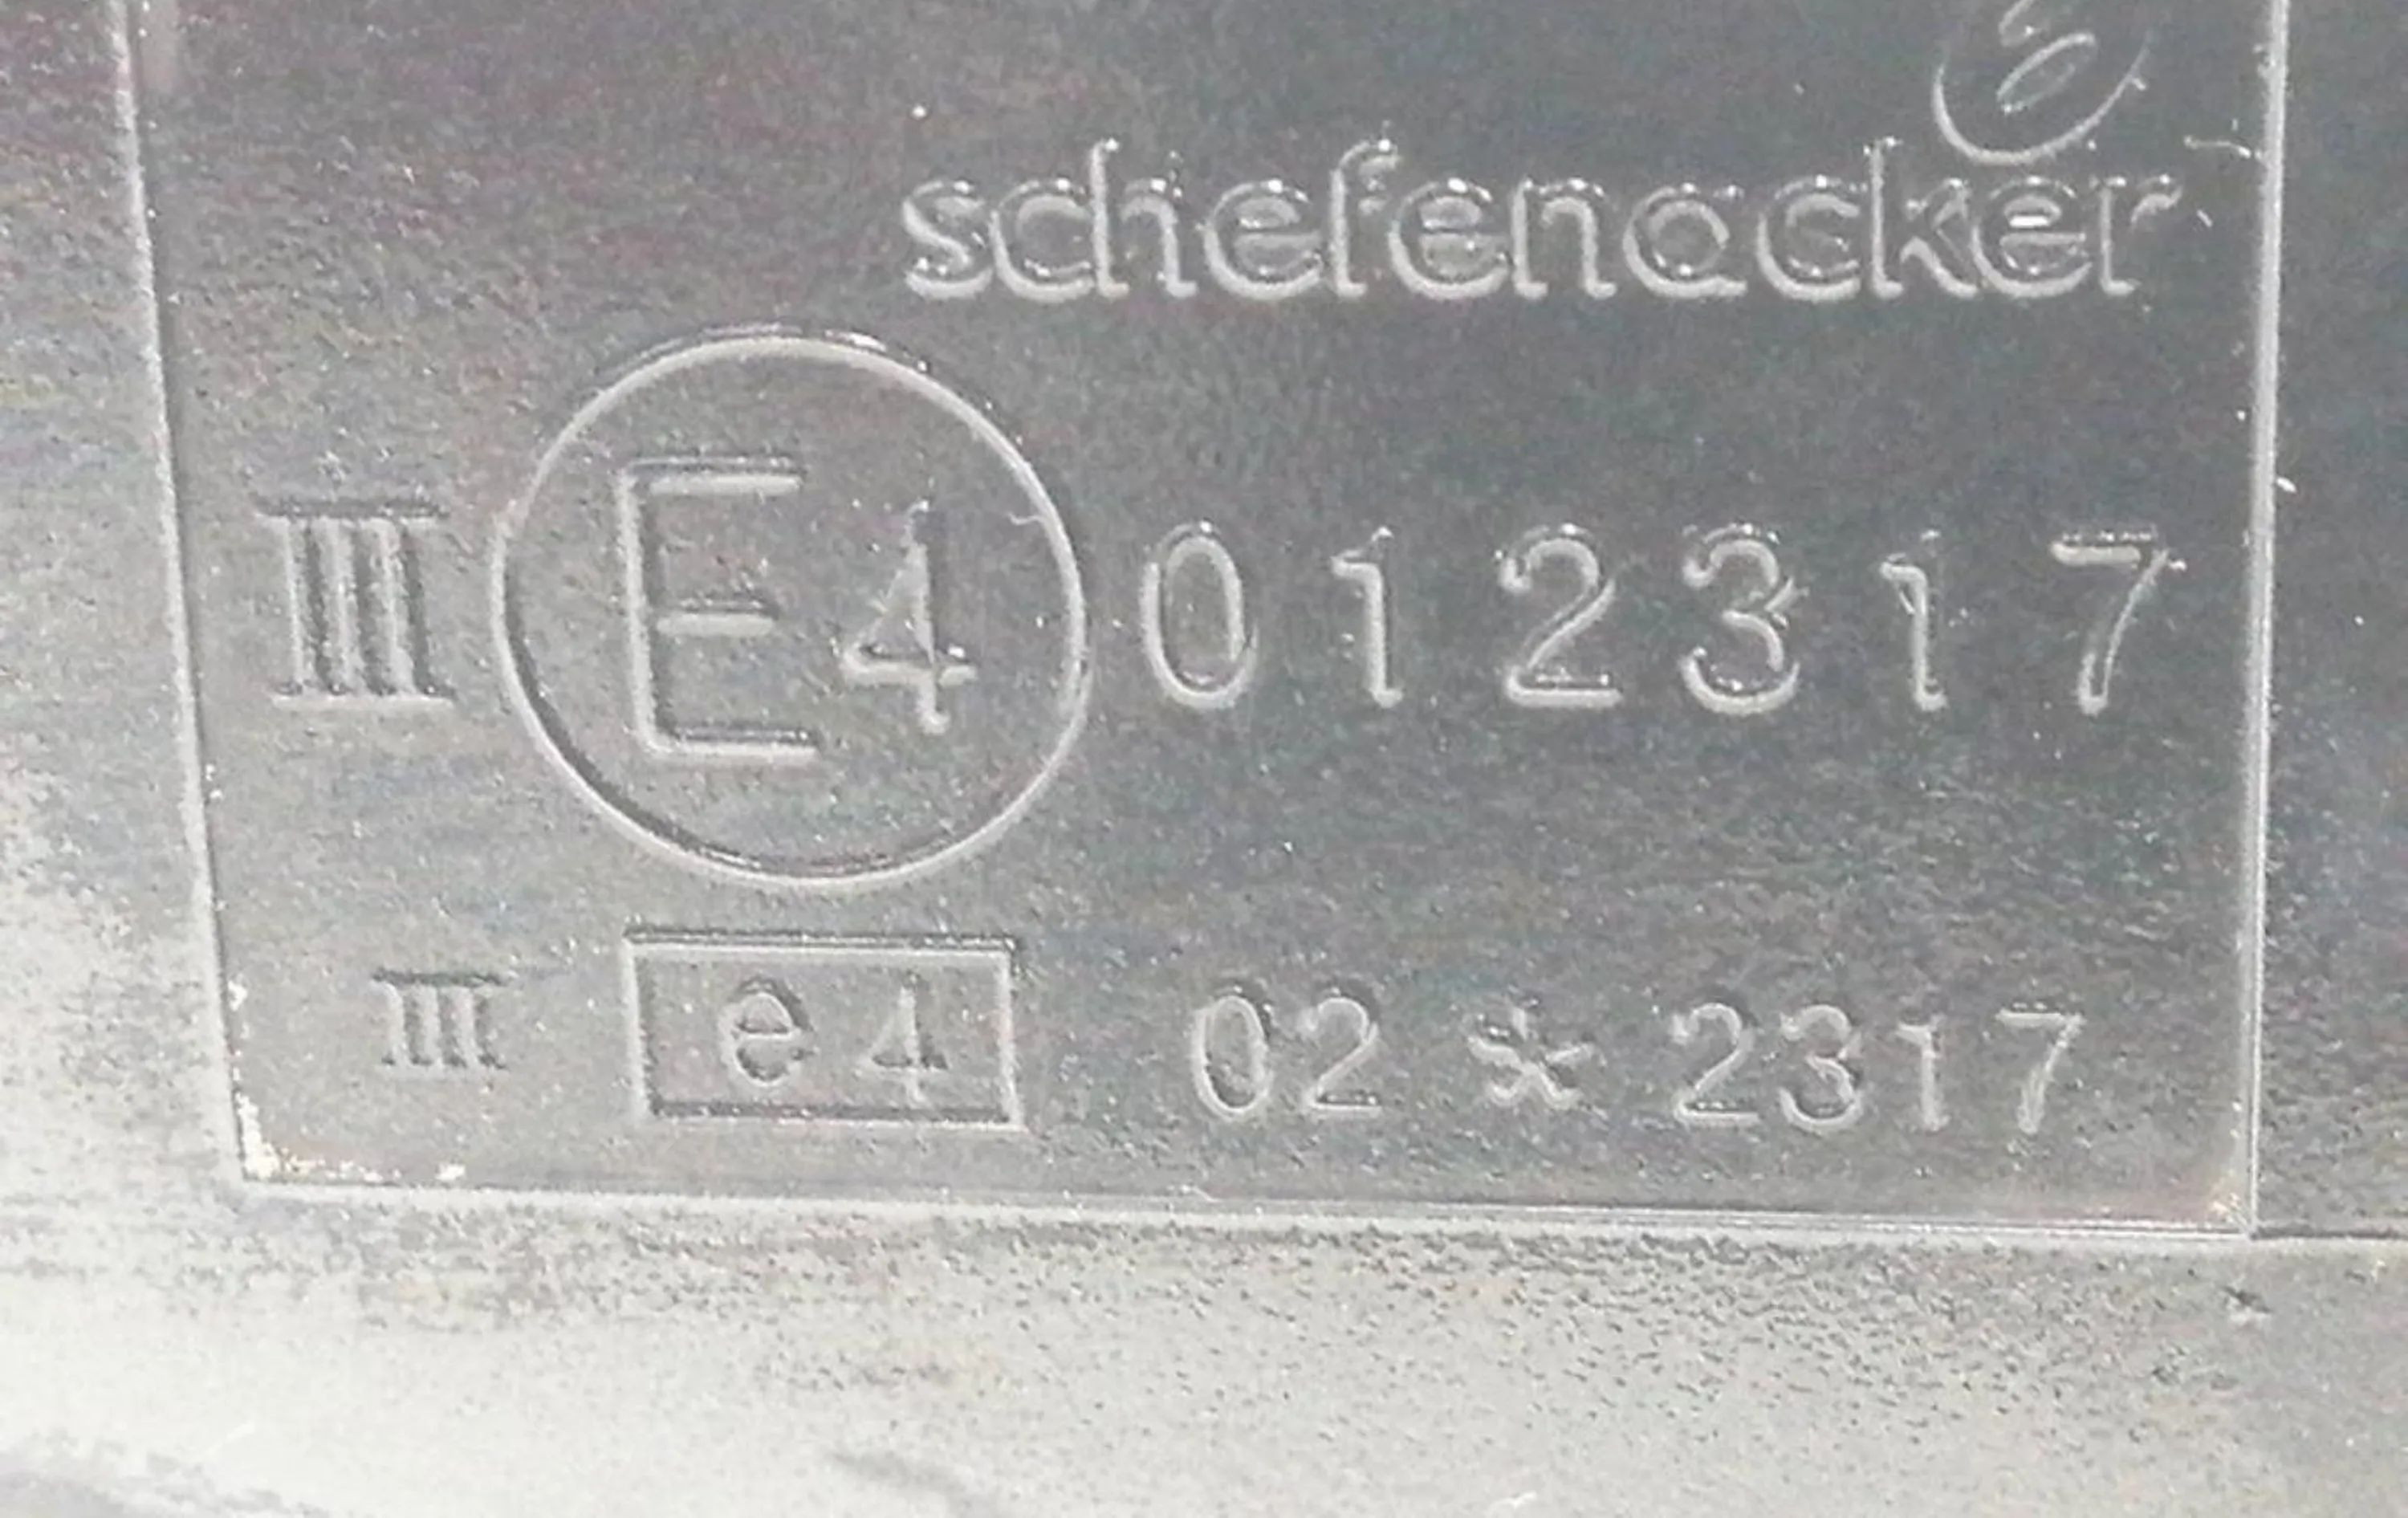 schefenacker
III E4 012317
III e4 02 * 2317